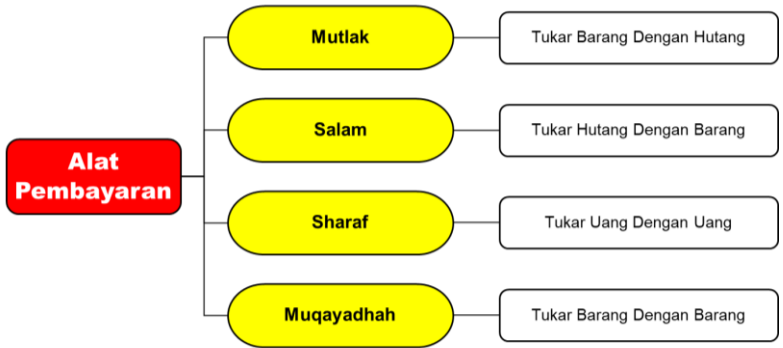 Alat
Pembayaran
Mutlak
Tukar Barang Dengan Hutang
Salam
Tukar Hutang Dengan Barang
Sharaf
Tukar Uang Dengan Uang
Muqayadhah
Tukar Barang Dengan Barang